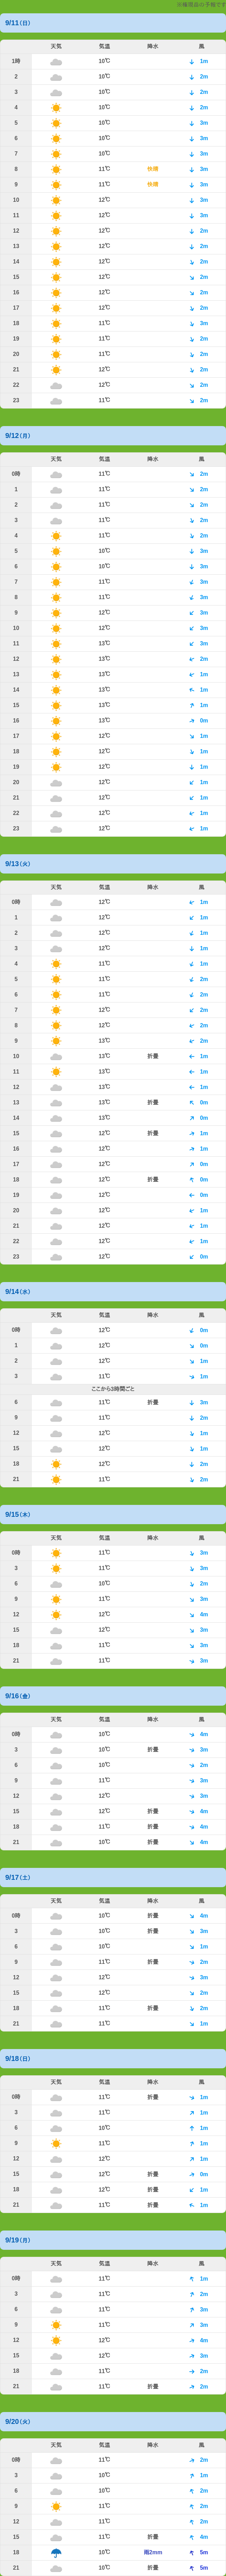 ※権現岳の予報です
9/11(日)
天気 気温 降水 風
1時 10℃ 1m
2 10℃ 2m
3 10℃ 2m
4 10℃ 2m
5 10℃ 3m
6 10℃ 3m
7 10℃ 3m
8 11℃ 快晴 3m
9 11℃ 快晴 3m
10 12℃ 3m
11 12℃ 3m
12 12℃ 2m
13 12℃ 2m
14 12℃ 2m
15 12℃ 2m
16 12℃ 2m
17 12℃ 2m
18 11℃ 3m
19 11℃ 2m
20 11℃ 2m
21 12℃ 2m
22 12℃ 2m
23 11℃ 2m
9/12(月)
天気 気温 降水 風
0時 11℃ 2m
1 11℃ 2m
2 11℃ 2m
3 11℃ 2m
4 11℃ 2m
5 10℃ 3m
6 10℃ 3m
7 11℃ 3m
8 11℃ 3m
9 12℃ 3m
10 13℃ 3m
11 13℃ 3m
12 13℃ 2m
13 13℃ 1m
14 13℃ 1m
15 13℃ 1m
16 13℃ 0m
17 12℃ 1m
18 12℃ 1m
19 12℃ 1m
20 12℃ 1m
21 12℃ 1m
22 12℃ 1m
23 12℃ 1m
9/13(火)
天気 気温 降水 風
0時 12℃ 1m
1 12℃ 1m
2 12℃ 1m
3 12℃ 1m
4 11℃ 1m
5 11℃ 2m
6 11℃ 2m
7 12℃ 2m
8 12℃ 2m
9 12℃ 2m
10 13℃ 折畳 1m
11 13℃ 1m
12 13℃ 1m
13 13℃ 折畳 0m
14 13℃ 0m
15 12℃ 折畳 1m
16 12℃ 1m
17 12℃ 0m
18 11℃ 折畳 0m
19 12℃ 0m
20 12℃ 1m
21 12℃ 1m
22 12℃ 1m
23 12℃ 0m
9/14(水)
天気 気温 降水 風
0時 12℃ 0m
1 12℃ 0m
2 12℃ 1m
3 11℃ 1m
ここから3時間ごと
6 11℃ 折畳 3m
9 11℃ 2m
12 12℃ 1m
15 12℃ 1m
18 12℃ 2m
21 11℃ 2m
9/15(木)
天気 気温 降水 風
0時 11℃ 3m
3 11℃ 3m
6 10℃ 2m
9 11℃ 3m
12 12℃ 4m
15 12℃ 3m
18 11℃ 3m
21 11℃ 3m
9/16(金)
天気 気温 降水 風
0時 10℃ 4m
3 10℃ 折畳 3m
6 10℃ 2m
9 11℃ 3m
12 12℃ 3m
15 12℃ 折畳 4m
18 11℃ 折畳 4m
21 10℃ 折畳 4m
9/17(土)
天気 気温 降水 風
0時 10℃ 折畳 4m
3 10℃ 折畳 3m
6 10℃ 1m
9 11℃ 折畳 2m
12 12℃ 3m
15 12℃ 2m
18 11℃ 折畳 2m
21 11℃ 1m
9/18(日)
天気 気温 降水 風
0時 11℃ 折畳 1m
3 11℃ 1m
6 10℃ 1m
9 11℃ 1m
12 12℃ 1m
15 12℃ 折畳 0m
18 12℃ 折畳 1m
21 11℃ 折畳 1m
9/19(月)
天気 気温 降水 風
0時 11℃ 1m
3 11℃ 2m
6 11℃ 3m
9 11℃ 3m
12 12℃ 4m
15 12℃ 3m
18 11℃ 2m
21 11℃ 折畳 2m
9/20(火)
天気 気温 降水 風
0時 11℃ 2m
3 10℃ 1m
6 10℃ 2m
9 11℃ 2m
12 11℃ 2m
15 11℃ 折畳 4m
18 10℃ 雨2mm 5m
21 10℃ 折畳 5m